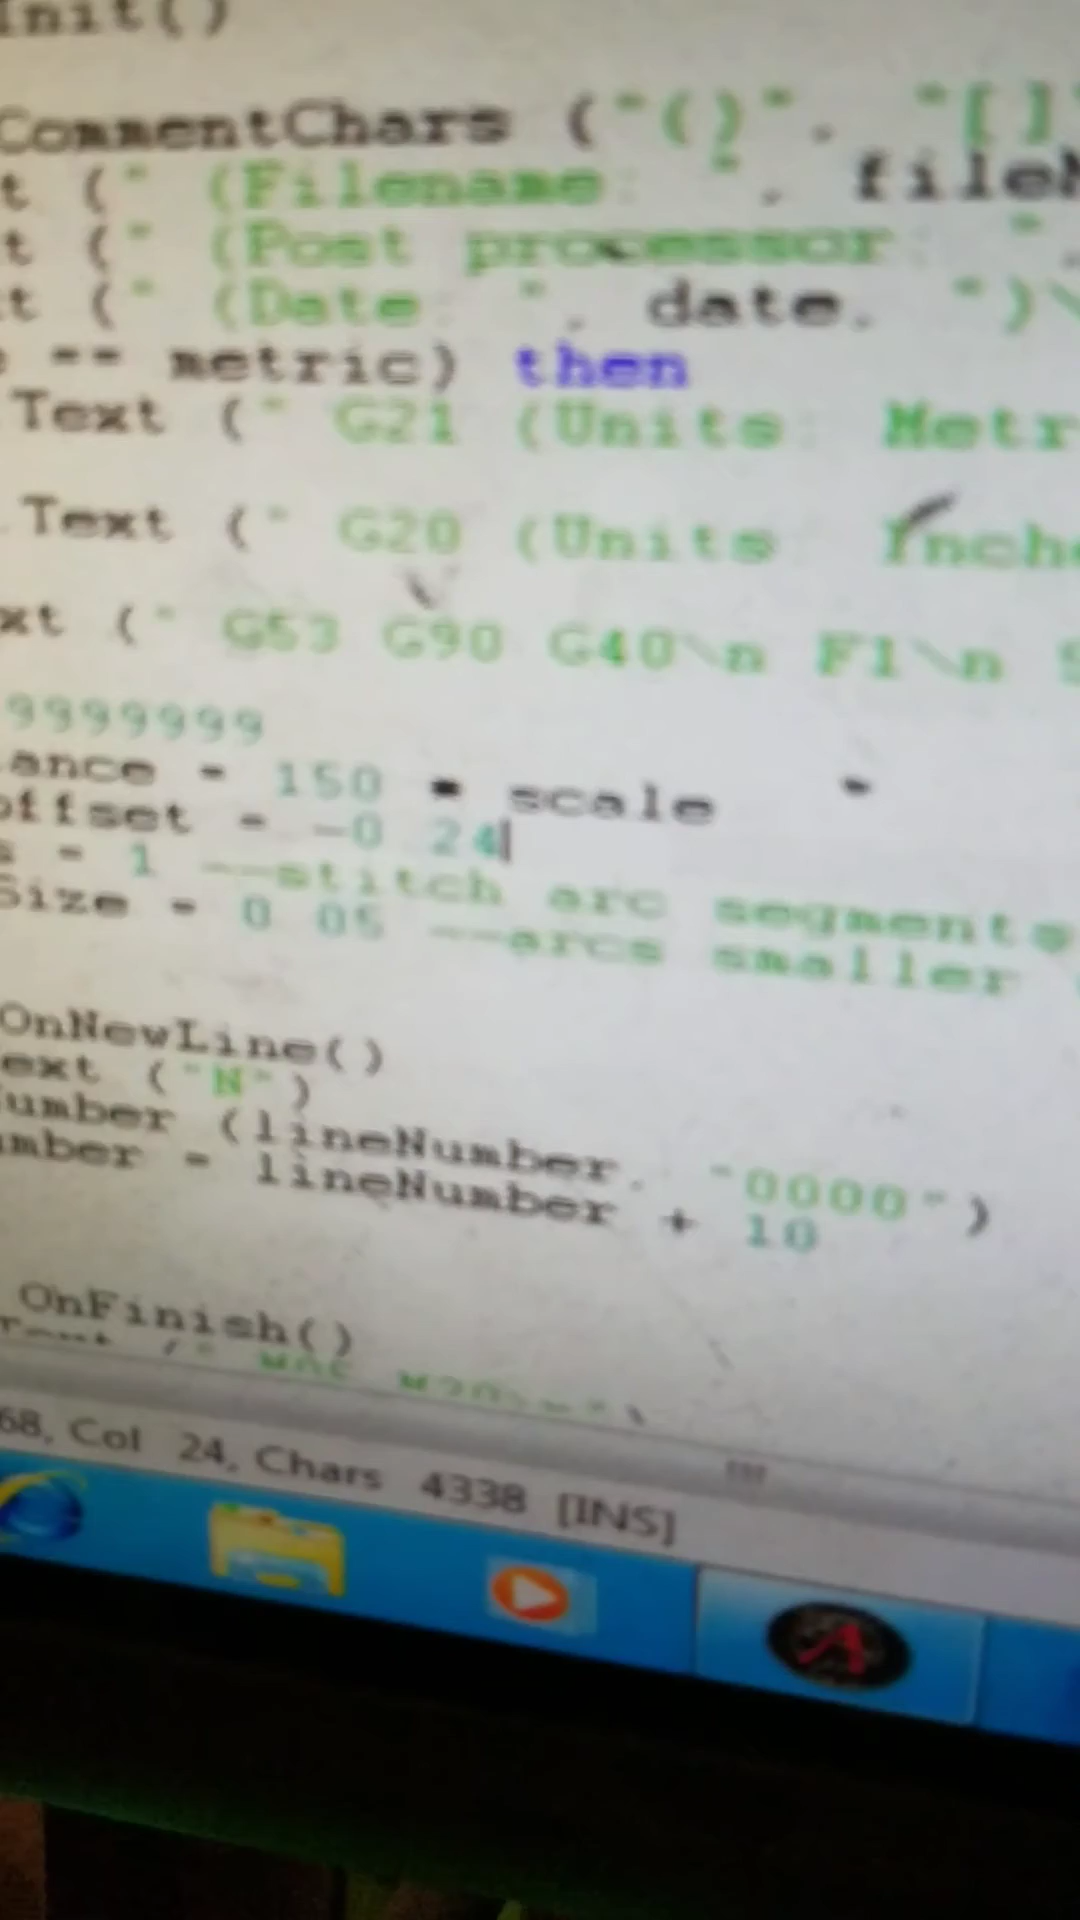 Init()
CommentChars ("()", "[]"
t (" (Filename: ", fileN
t (" (Post processor: ",
t (" (Date: ", date, ")\
== metric) then
Text (" G21 (Units: Metr
Text (" G20 (Units: Inche
xt (" G53 G90 G40\n F1\n S
9999999
ance = 150 * scale
offset = -0.24
s = 1 --stitch arc segments
Size = 0.05 --arcs smaller
OnNewLine()
ext ("N")
umber (lineNumber, "0000")
mber = lineNumber + 10
OnFinish()
68, Col 24, Chars 4338 [INS]